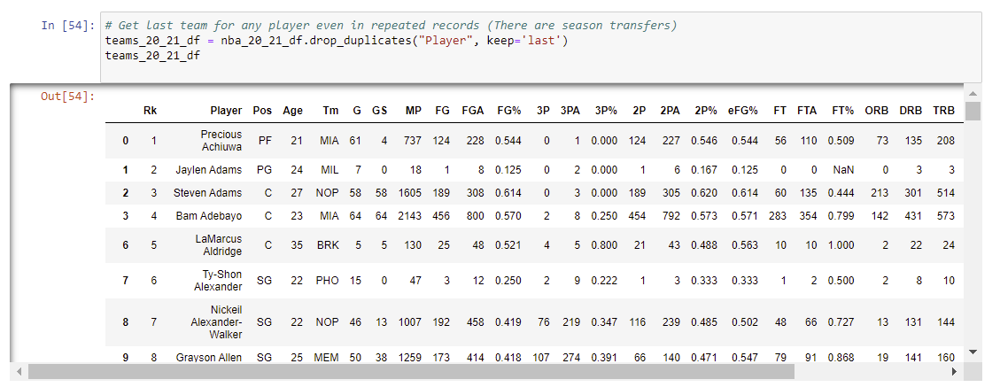 In [54]: # Get last team for any player even in repeated records (There are season transfers)
teams_20_21_df = nba_20_21_df.drop_duplicates("Player", keep='last')
teams_20_21_df
Out[54]:
Rk Player Pos Age Tm G GS MP FG FGA FG% 3P 3PA 3P% 2P 2PA 2P% eFG% FT FTA FT% ORB DRB TRB
0 1 Precious Achiuwa PF 21 MIA 61 4 737 124 228 0.544 0 1 0.000 124 227 0.546 0.544 56 110 0.509 73 135 208
1 2 Jaylen Adams PG 24 MIL 7 0 18 1 8 0.125 0 2 0.000 1 6 0.167 0.125 0 0 NaN 0 3 3
2 3 Steven Adams C 27 NOP 58 58 1605 189 308 0.614 0 3 0.000 189 305 0.620 0.614 60 135 0.444 213 301 514
3 4 Bam Adebayo C 23 MIA 64 64 2143 456 800 0.570 2 8 0.250 454 792 0.573 0.571 283 354 0.799 142 431 573
6 5 LaMarcus Aldridge C 35 BRK 5 5 130 25 48 0.521 4 5 0.800 21 43 0.488 0.563 10 10 1.000 2 22 24
7 6 Ty-Shon Alexander SG 22 PHO 15 0 47 3 12 0.250 2 9 0.222 1 3 0.333 0.333 1 2 0.500 2 8 10
8 7 Nickeil Alexander-Walker SG 22 NOP 46 13 1007 192 458 0.419 76 219 0.347 116 239 0.485 0.502 48 66 0.727 13 131 144
9 8 Grayson Allen SG 25 MEM 50 38 1259 173 414 0.418 107 274 0.391 66 140 0.471 0.547 79 91 0.868 19 141 160